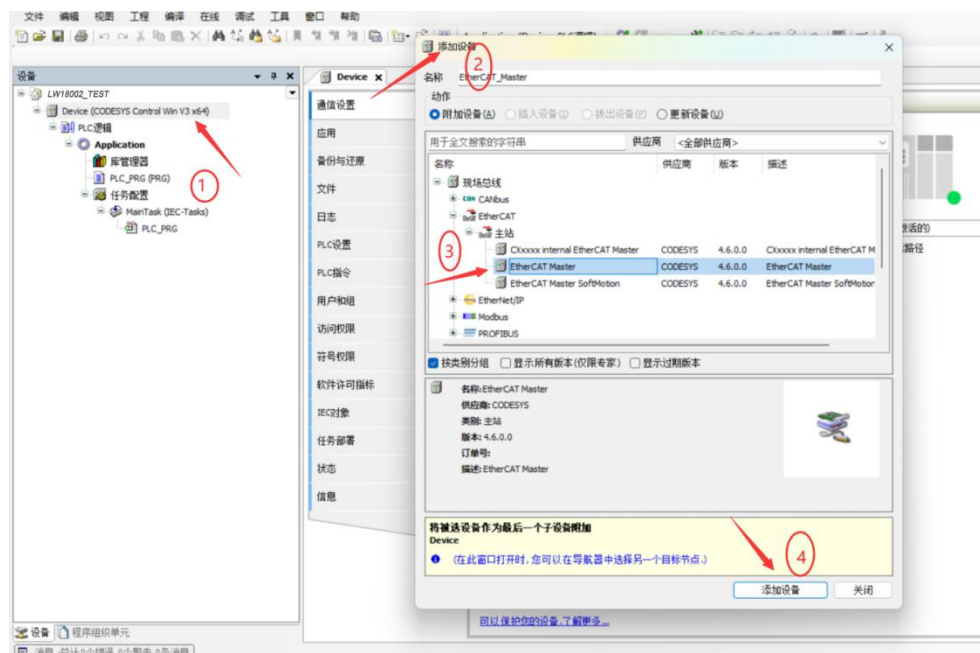 文件 编辑 视图 工程 编译 在线 调试 工具 窗口 帮助
设备
LW18002_TEST
Device (CODESYS Control Win V3 x64)
PLC逻辑
Application
库管理器
PLC_PRG (PRG)
任务配置
MainTask (IEC-Tasks)
PLC_PRG
1
设备 程序组织单元
Device
通信设置
应用
备份与还原
文件
日志
PLC设置
PLC指令
用户和组
访问权限
符号权限
软件许可指标
IEC对象
任务部署
状态
信息
添加设备
2
名称 EtherCAT_Master
动作
附加设备(A) 插入设备(I) 拔出设备(P) 更新设备(U)
用于全文搜索的字符串 供应商 <全部供应商>
名称 供应商 版本 描述
现场总线
CANbus
EtherCAT
主站
3
CXxxxx internal EtherCAT Master CODESYS 4.6.0.0 CXxxxx internal EtherCAT M
EtherCAT Master CODESYS 4.6.0.0 EtherCAT Master
EtherCAT Master SoftMotion CODESYS 4.6.0.0 EtherCAT Master SoftMotion
EtherNet/IP
Modbus
PROFIBUS
按类别分组 显示所有版本(仅限专家) 显示过期版本
名称:EtherCAT Master
供应商: CODESYS
类别: 主站
版本: 4.6.0.0
订单号:
描述: EtherCAT Master
将被选设备作为最后一个子设备附加
Device
(在此窗口打开时,您可以在导航器中选择另一个目标节点.)
4
添加设备 关闭
可以保护您的设备.了解更多...